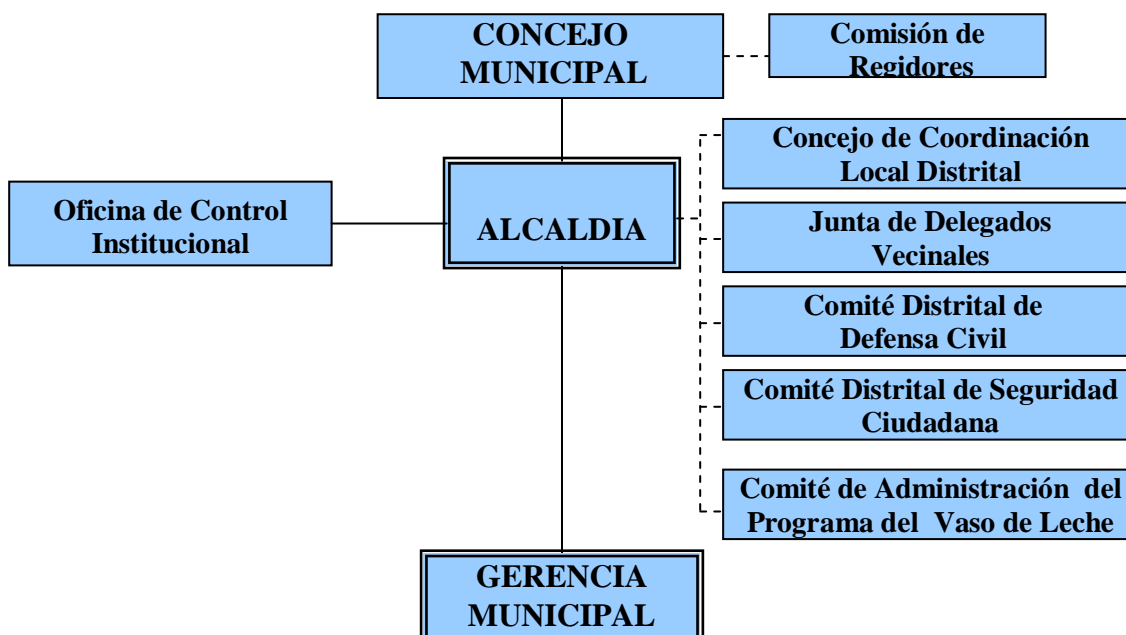 CONCEJO
MUNICIPAL
Comisión de
Regidores
Concejo de Coordinación
Local Distrital
Oficina de Control
Institucional
ALCALDIA
Junta de Delegados
Vecinales
Comité Distrital de
Defensa Civil
Comité Distrital de Seguridad
Ciudadana
Comité de Administración del
Programa del Vaso de Leche
GERENCIA
MUNICIPAL